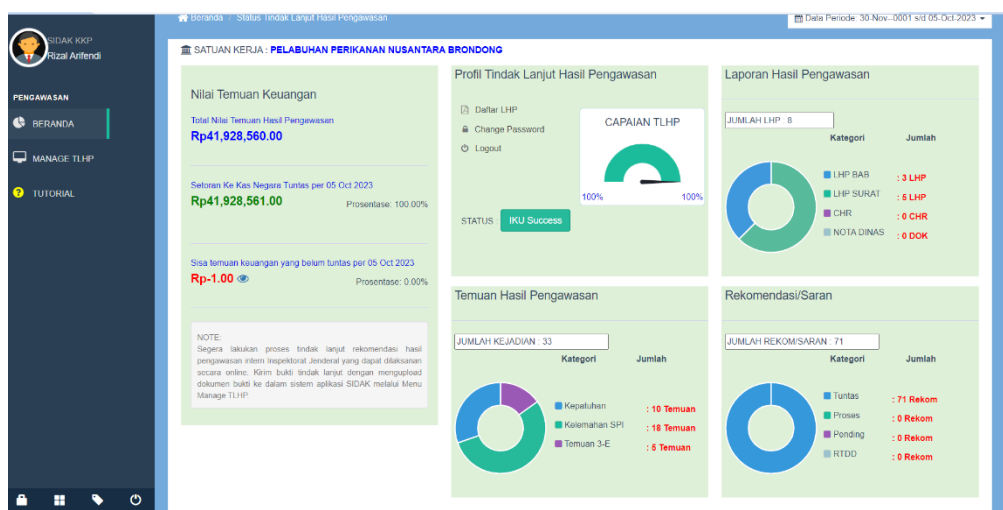 Beranda / Status Tindak Lanjut Hasil Pengawasan
Data Periode: 30-Nov--0001 s/d 05-Oct-2023
SIDAK KKP
Rizal Arifendi
PENGAWASAN
BERANDA
MANAGE TLHP
TUTORIAL
SATUAN KERJA : PELABUHAN PERIKANAN NUSANTARA BRONDONG
Nilai Temuan Keuangan
Total Nilai Temuan Hasil Pengawasan
Rp41,928,560.00
Setoran Ke Kas Negara Tuntas per 05 Oct 2023
Rp41,928,561.00 Prosentase: 100.00%
Sisa temuan keuangan yang belum tuntas per 05 Oct 2023
Rp-1.00 Prosentase: 0.00%
NOTE:
Segera lakukan proses tindak lanjut rekomendasi hasil
pengawasan intern Inspektorat Jenderal yang dapat dilaksanan
secara online. Kirim bukti tindak lanjut dengan mengupload
dokumen bukti ke dalam sistem aplikasi SIDAK melalui Menu
Manage TLHP.
Profil Tindak Lanjut Hasil Pengawasan
Daftar LHP
Change Password
Logout
CAPAIAN TLHP
100% 100%
STATUS : IKU Success
Laporan Hasil Pengawasan
JUMLAH LHP : 8
Kategori Jumlah
LHP BAB : 3 LHP
LHP SURAT : 5 LHP
CHR : 0 CHR
NOTA DINAS : 0 DOK
Temuan Hasil Pengawasan
JUMLAH KEJADIAN : 33
Kategori Jumlah
Kepatuhan : 10 Temuan
Kelemahan SPI : 18 Temuan
Temuan 3-E : 5 Temuan
Rekomendasi/Saran
JUMLAH REKOM/SARAN : 71
Kategori Jumlah
Tuntas : 71 Rekom
Proses : 0 Rekom
Pending : 0 Rekom
RTDD : 0 Rekom